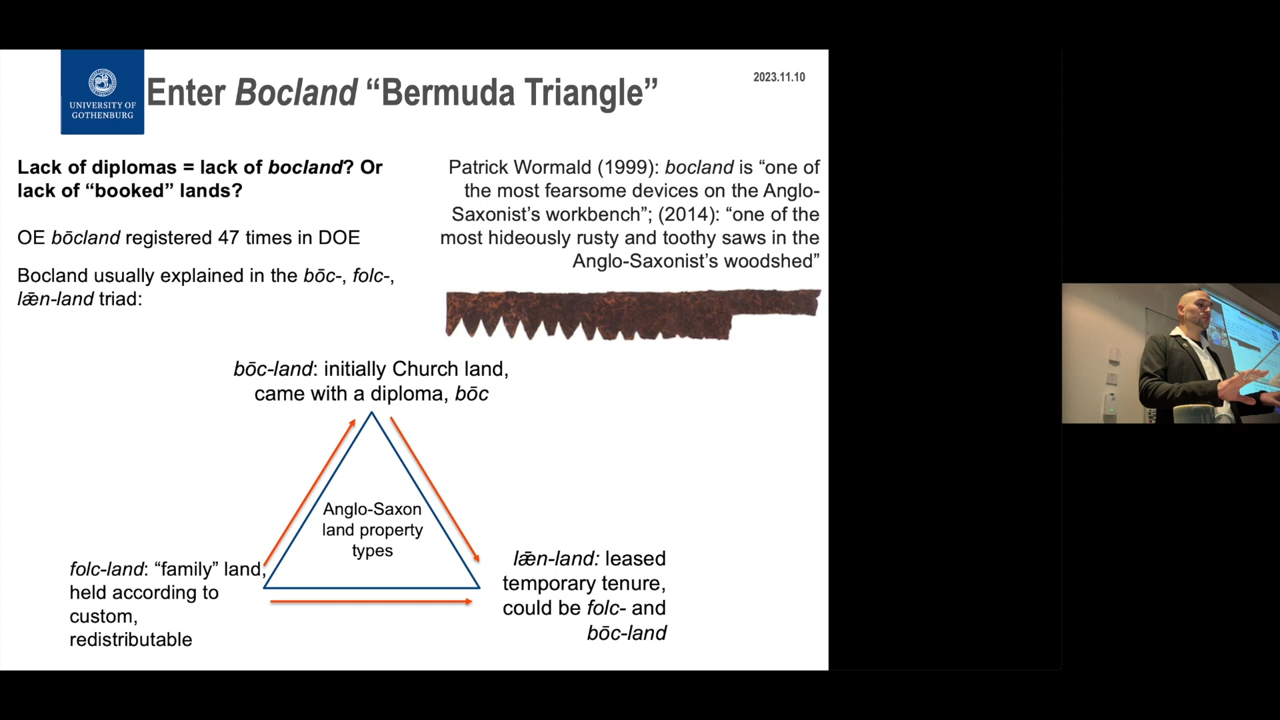 UNIVERSITY OF
GOTHENBURG
Enter Bocland “Bermuda Triangle”
2023.11.10
Lack of diplomas = lack of bocland? Or
lack of “booked” lands?
OE bōcland registered 47 times in DOE
Bocland usually explained in the bōc-, folc-,
lǣn-land triad:
Patrick Wormald (1999): bocland is “one of
the most fearsome devices on the Anglo-
Saxonist’s workbench”; (2014): “one of the
most hideously rusty and toothy saws in the
Anglo-Saxonist’s woodshed”
bōc-land: initially Church land,
came with a diploma, bōc
Anglo-Saxon
land property
types
folc-land: “family” land,
held according to
custom,
redistributable
lǣn-land: leased
temporary tenure,
could be folc- and
bōc-land